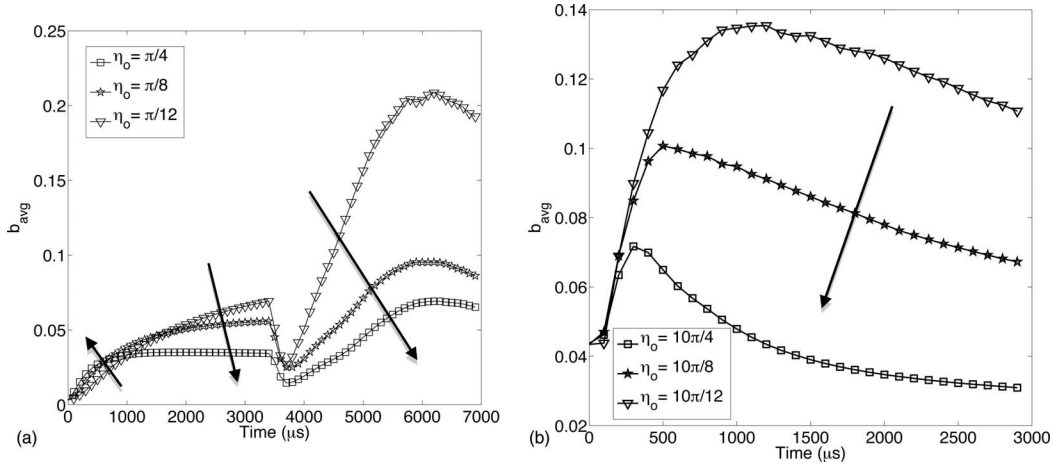 0.25
0.2
0.15
0.1
0.05
0
b_avg
η_o = π/4
η_o = π/8
η_o = π/12
0 1000 2000 3000 4000 5000 6000 7000
Time (μs)
(a)
0.14
0.12
0.1
0.08
0.06
0.04
0.02
b_avg
η_o = 10π/4
η_o = 10π/8
η_o = 10π/12
0 500 1000 1500 2000 2500 3000
Time (μs)
(b)